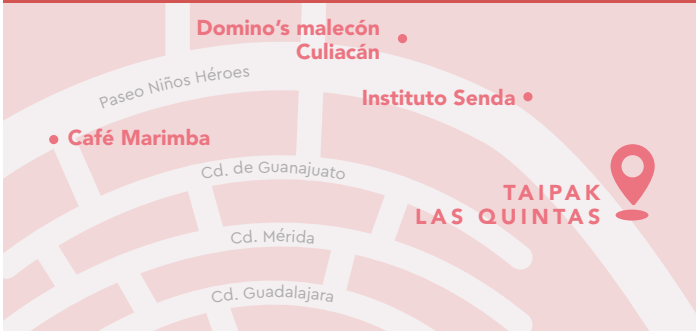 Domino’s malecón
Culiacán
Paseo Niños Héroes
Instituto Senda
Café Marimba
Cd. de Guanajuato
TAIPAK
LAS QUINTAS
Cd. Mérida
Cd. Guadalajara